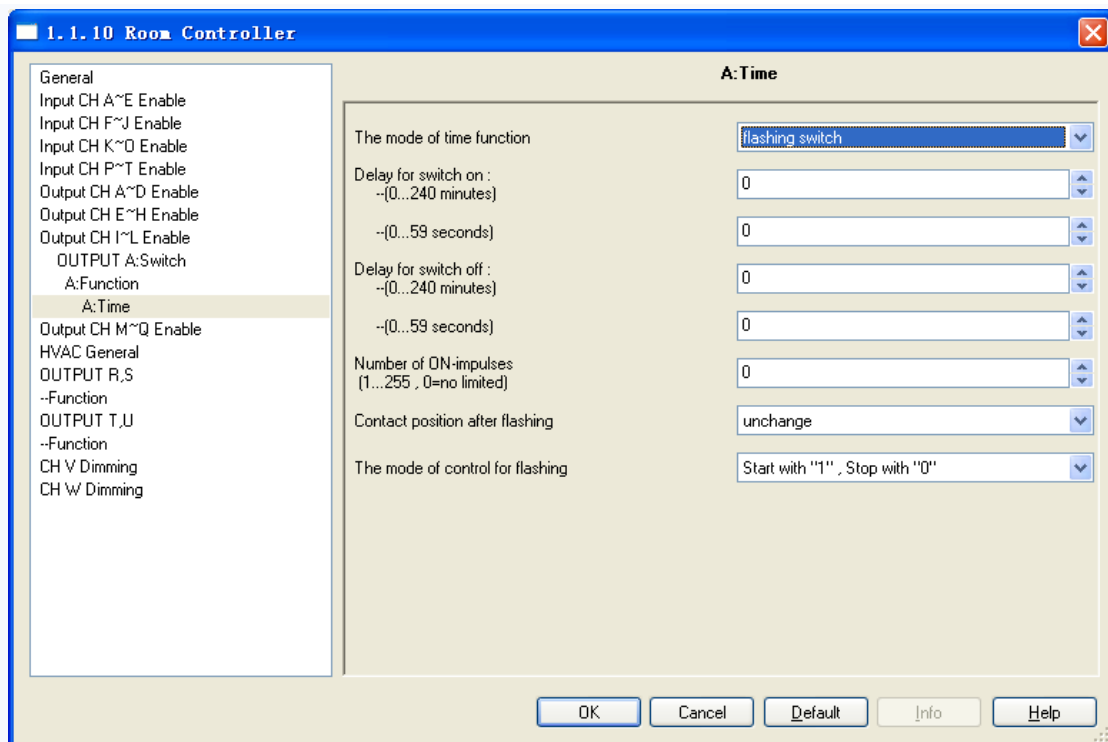 1.1.10 Room Controller
General
Input CH A~E Enable
Input CH F~J Enable
Input CH K~O Enable
Input CH P~T Enable
Output CH A~D Enable
Output CH E~H Enable
Output CH I~L Enable
OUTPUT A:Switch
A:Function
A:Time
Output CH M~Q Enable
HVAC General
OUTPUT R,S
--Function
OUTPUT T,U
--Function
CH V Dimming
CH W Dimming
A:Time
The mode of time function
flashing switch
Delay for switch on :
--(0...240 minutes)
0
--(0...59 seconds)
0
Delay for switch off :
--(0...240 minutes)
0
--(0...59 seconds)
0
Number of ON-impulses
(1...255 , 0=no limited)
0
Contact position after flashing
unchange
The mode of control for flashing
Start with "1" , Stop with "0"
OK
Cancel
Default
Info
Help